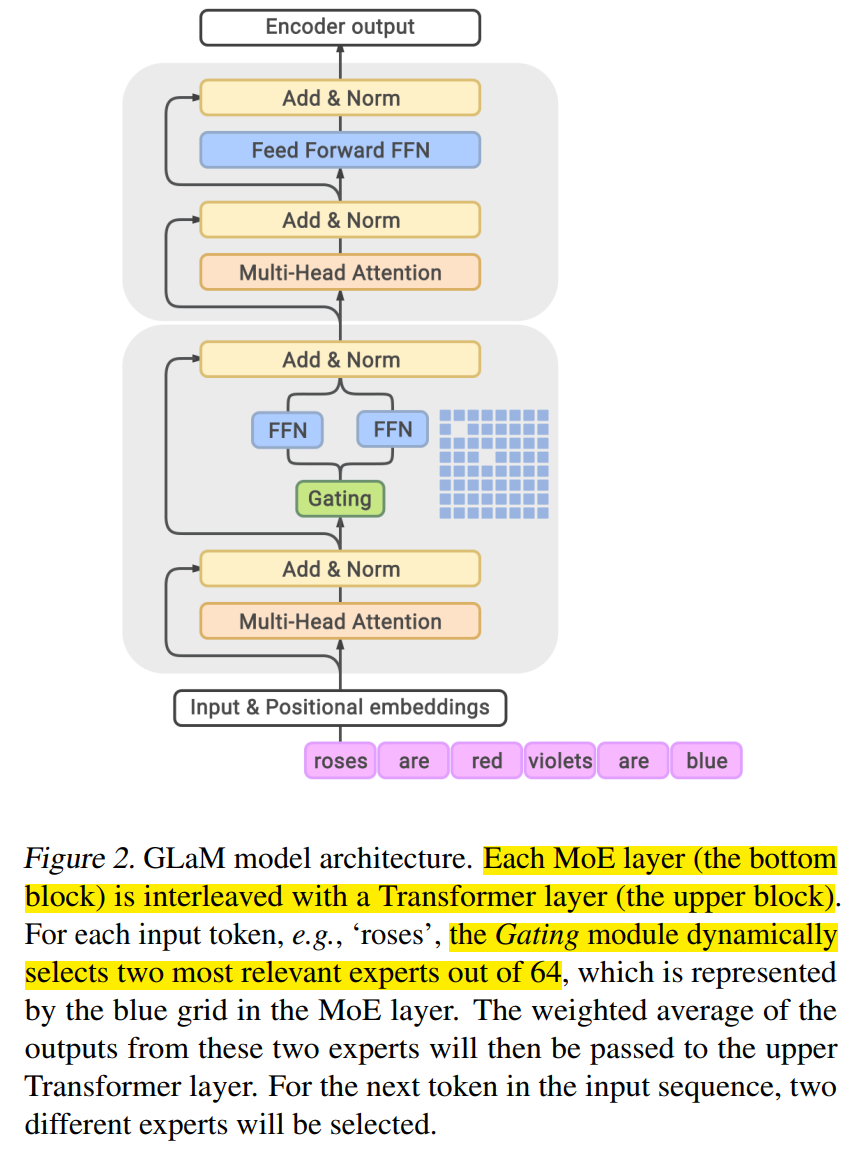 Encoder output
Add & Norm
Feed Forward FFN
Add & Norm
Multi-Head Attention
Add & Norm
FFN
FFN
Gating
Add & Norm
Multi-Head Attention
Input & Positional embeddings
roses are red violets are blue
Figure 2. GLaM model architecture. Each MoE layer (the bottom
block) is interleaved with a Transformer layer (the upper block).
For each input token, e.g., ‘roses’, the Gating module dynamically
selects two most relevant experts out of 64, which is represented
by the blue grid in the MoE layer. The weighted average of the
outputs from these two experts will then be passed to the upper
Transformer layer. For the next token in the input sequence, two
different experts will be selected.